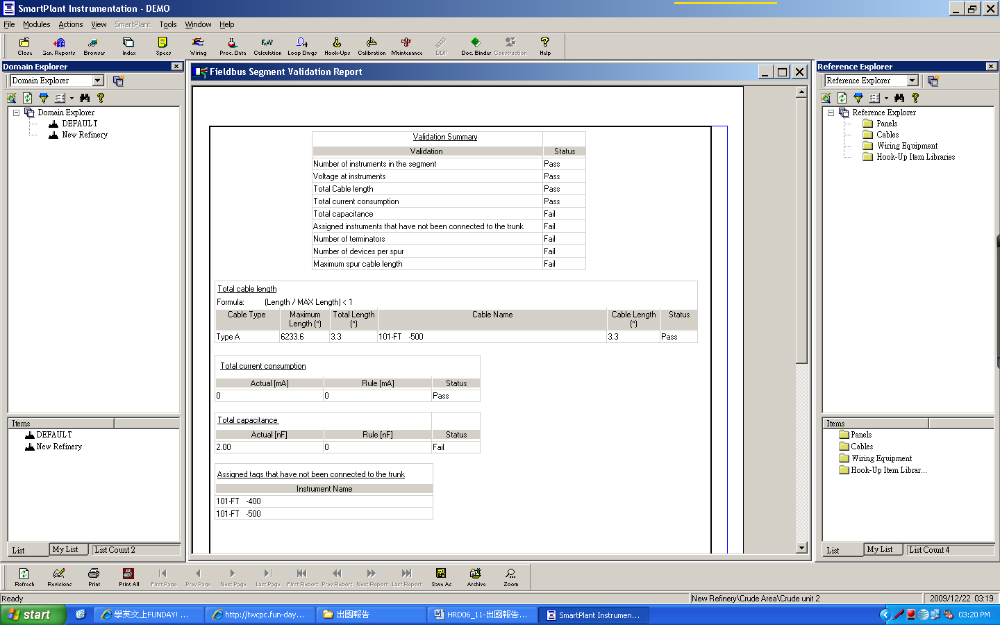 SmartPlant Instrumentation - DEMO
File Modules Actions View SmartPlant Tools Window Help
Close Gen. Reports Browser Index Specs Wiring Proc. Data Calculation Loop Dwgs Hook-Ups Calibration Maintenance DDP Doc. Binder Construction Help
Domain Explorer
Domain Explorer
Domain Explorer
DEFAULT
New Refinery
Items
DEFAULT
New Refinery
List My List List Count 2
Fieldbus Segment Validation Report
Validation Summary
Validation Status
Number of instruments in the segment Pass
Voltage at instruments Pass
Total Cable length Pass
Total current consumption Pass
Total capacitance Fail
Assigned instruments that have not been connected to the trunk Fail
Number of terminators Fail
Number of devices per spur Fail
Maximum spur cable length Fail
Total cable length
Formula: (Length / MAX Length) < 1
Cable Type Maximum Length (*) Total Length (*) Cable Name Cable Length (*) Status
Type A 6233.6 3.3 101-FT -500 3.3 Pass
Total current consumption
Actual [mA] Rule [mA] Status
0 0 Pass
Total capacitance
Actual [nF] Rule [nF] Status
2.00 0 Fail
Assigned tags that have not been connected to the trunk
Instrument Name
101-FT -400
101-FT -500
Reference Explorer
Reference Explorer
Reference Explorer
Panels
Cables
Wiring Equipment
Hook-Up Item Libraries
Items
Panels
Cables
Wiring Equipment
Hook-Up Item Librar...
List My List List Count 4
Refresh Revisions Print Print All First Page Prev Page Next Page Last Page First Report Prev Report Next Report Last Report Save As Archive Zoom
Ready New Refinery\Crude Area\Crude unit 2 2009/12/22 03:19
start 學英文上FUNDAY! ... http://twcpc.fun-day... 出國報告 HRD06_11-出國報告... SmartPlant Instrumen... 03:20 PM